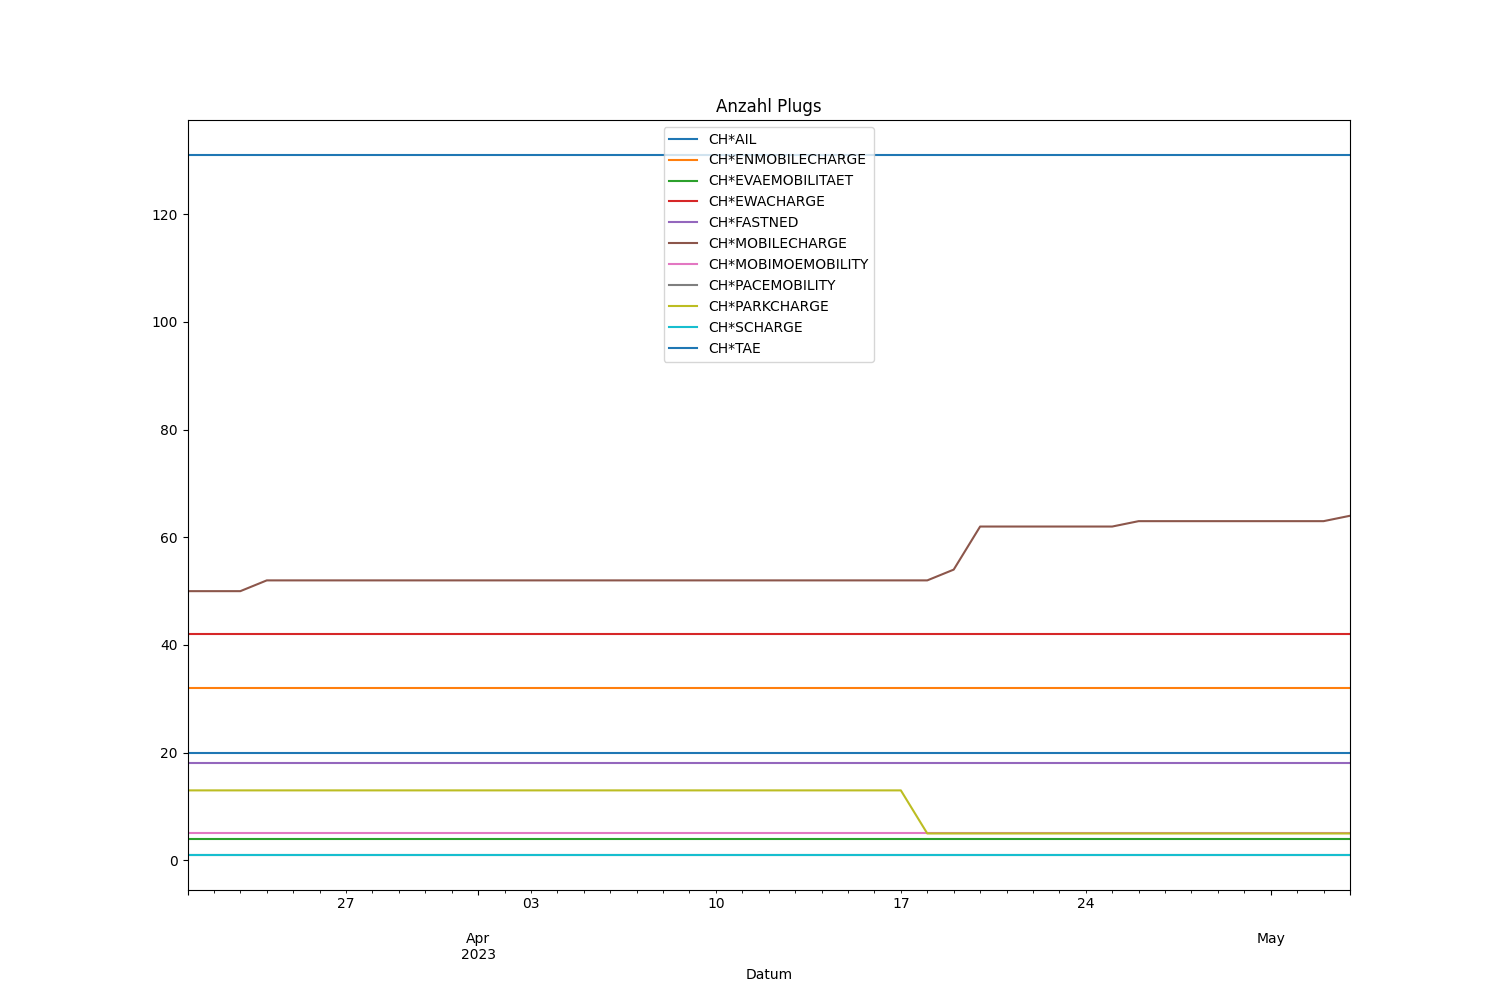 Anzahl Plugs
CH*AIL
CH*ENMOBILECHARGE
CH*EVAEMOBILITAET
CH*EWACHARGE
CH*FASTNED
CH*MOBILECHARGE
CH*MOBIMOEMOBILITY
CH*PACEMOBILITY
CH*PARKCHARGE
CH*SCHARGE
CH*TAE
120
100
80
60
40
20
0
27 03 10 17 24
Apr May
2023
Datum